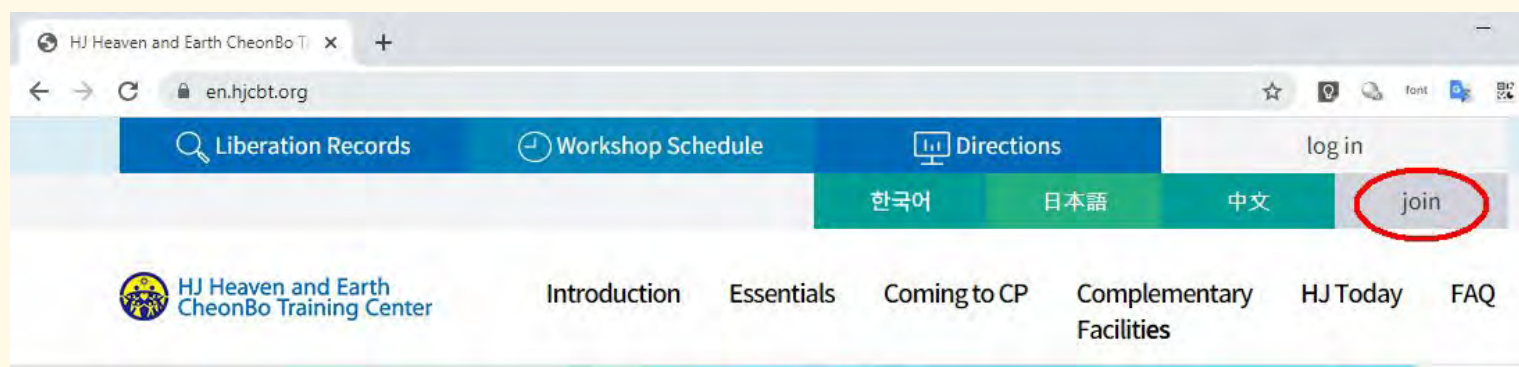 HJ Heaven and Earth CheonBo T
en.hjcbt.org
font
Liberation Records
Workshop Schedule
Directions
log in
한국어
日本語
中文
join
HJ Heaven and Earth
CheonBo Training Center
Introduction
Essentials
Coming to CP
Complementary
Facilities
HJ Today
FAQ